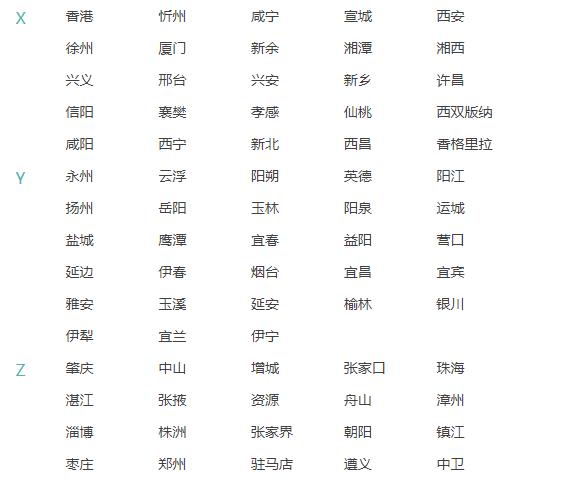 X 香港 忻州 咸宁 宣城 西安
徐州 厦门 新余 湘潭 湘西
兴义 邢台 兴安 新乡 许昌
信阳 襄樊 孝感 仙桃 西双版纳
咸阳 西宁 新北 西昌 香格里拉
Y 永州 云浮 阳朔 英德 阳江
扬州 岳阳 玉林 阳泉 运城
盐城 鹰潭 宜春 益阳 营口
延边 伊春 烟台 宜昌 宜宾
雅安 玉溪 延安 榆林 银川
伊犁 宜兰 伊宁
Z 肇庆 中山 增城 张家口 珠海
湛江 张掖 资源 舟山 漳州
淄博 株洲 张家界 朝阳 镇江
枣庄 郑州 驻马店 遵义 中卫